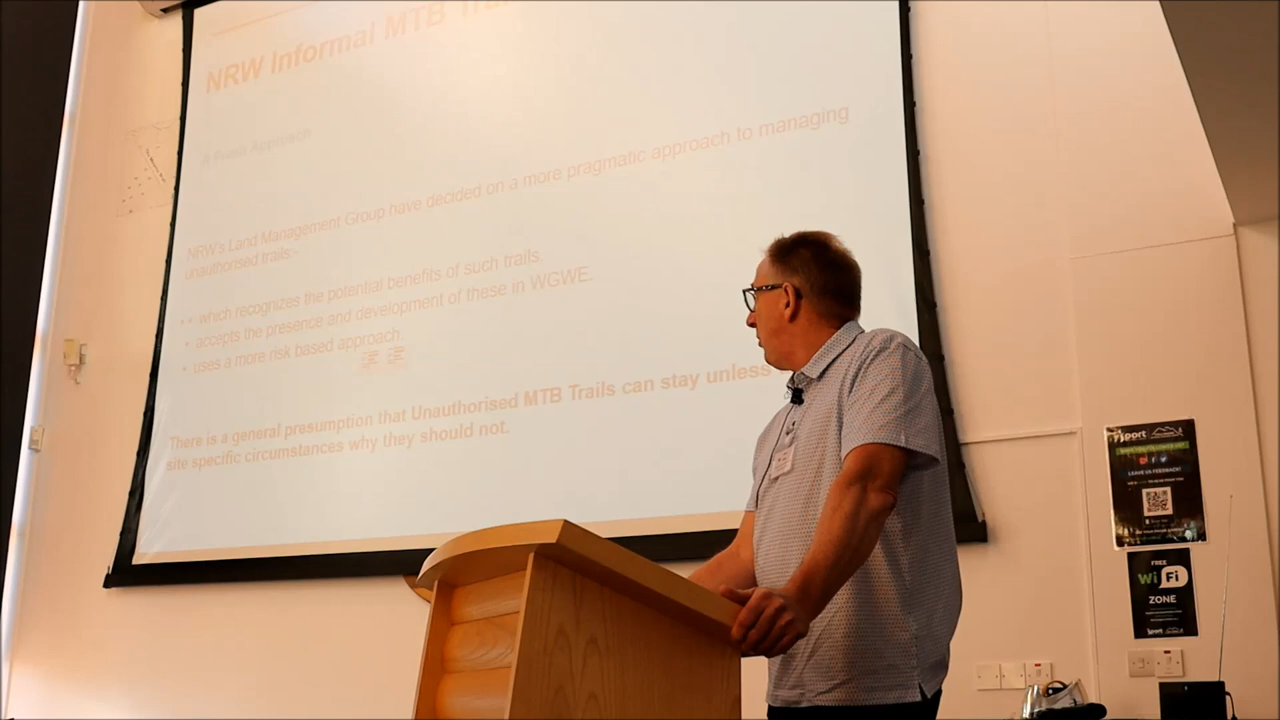 NRW Informal MTB
A Fresh Approach
NRW's Land Management Group have decided on a more pragmatic approach to managing
unauthorised trails:-
• which recognizes the potential benefits of such trails.
• accepts the presence and development of these in WGWE.
• uses a more risk based approach.
There is a general presumption that Unauthorised MTB Trails can stay unless
site specific circumstances why they should not.
sport
LEAVE US FEEDBACK!
FREE
WiFi
ZONE